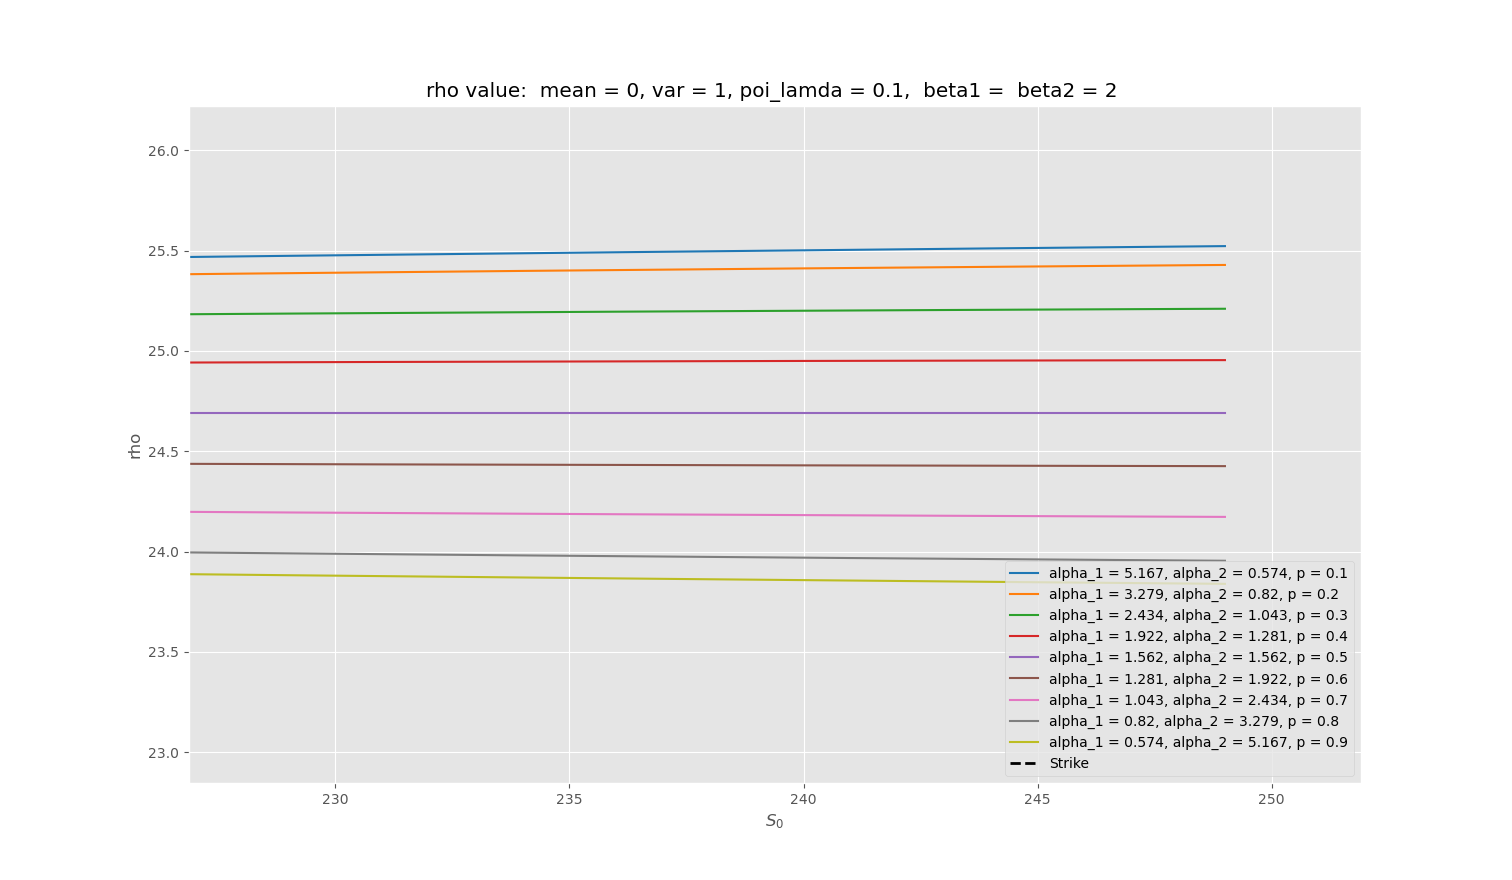 rho value:  mean = 0, var = 1, poi_lamda = 0.1,  beta1 =  beta2 = 2
26.0
25.5
25.0
24.5
24.0
23.5
23.0
rho
230
235
240
245
250
S₀
alpha_1 = 5.167, alpha_2 = 0.574, p = 0.1
alpha_1 = 3.279, alpha_2 = 0.82, p = 0.2
alpha_1 = 2.434, alpha_2 = 1.043, p = 0.3
alpha_1 = 1.922, alpha_2 = 1.281, p = 0.4
alpha_1 = 1.562, alpha_2 = 1.562, p = 0.5
alpha_1 = 1.281, alpha_2 = 1.922, p = 0.6
alpha_1 = 1.043, alpha_2 = 2.434, p = 0.7
alpha_1 = 0.82, alpha_2 = 3.279, p = 0.8
alpha_1 = 0.574, alpha_2 = 5.167, p = 0.9
Strike